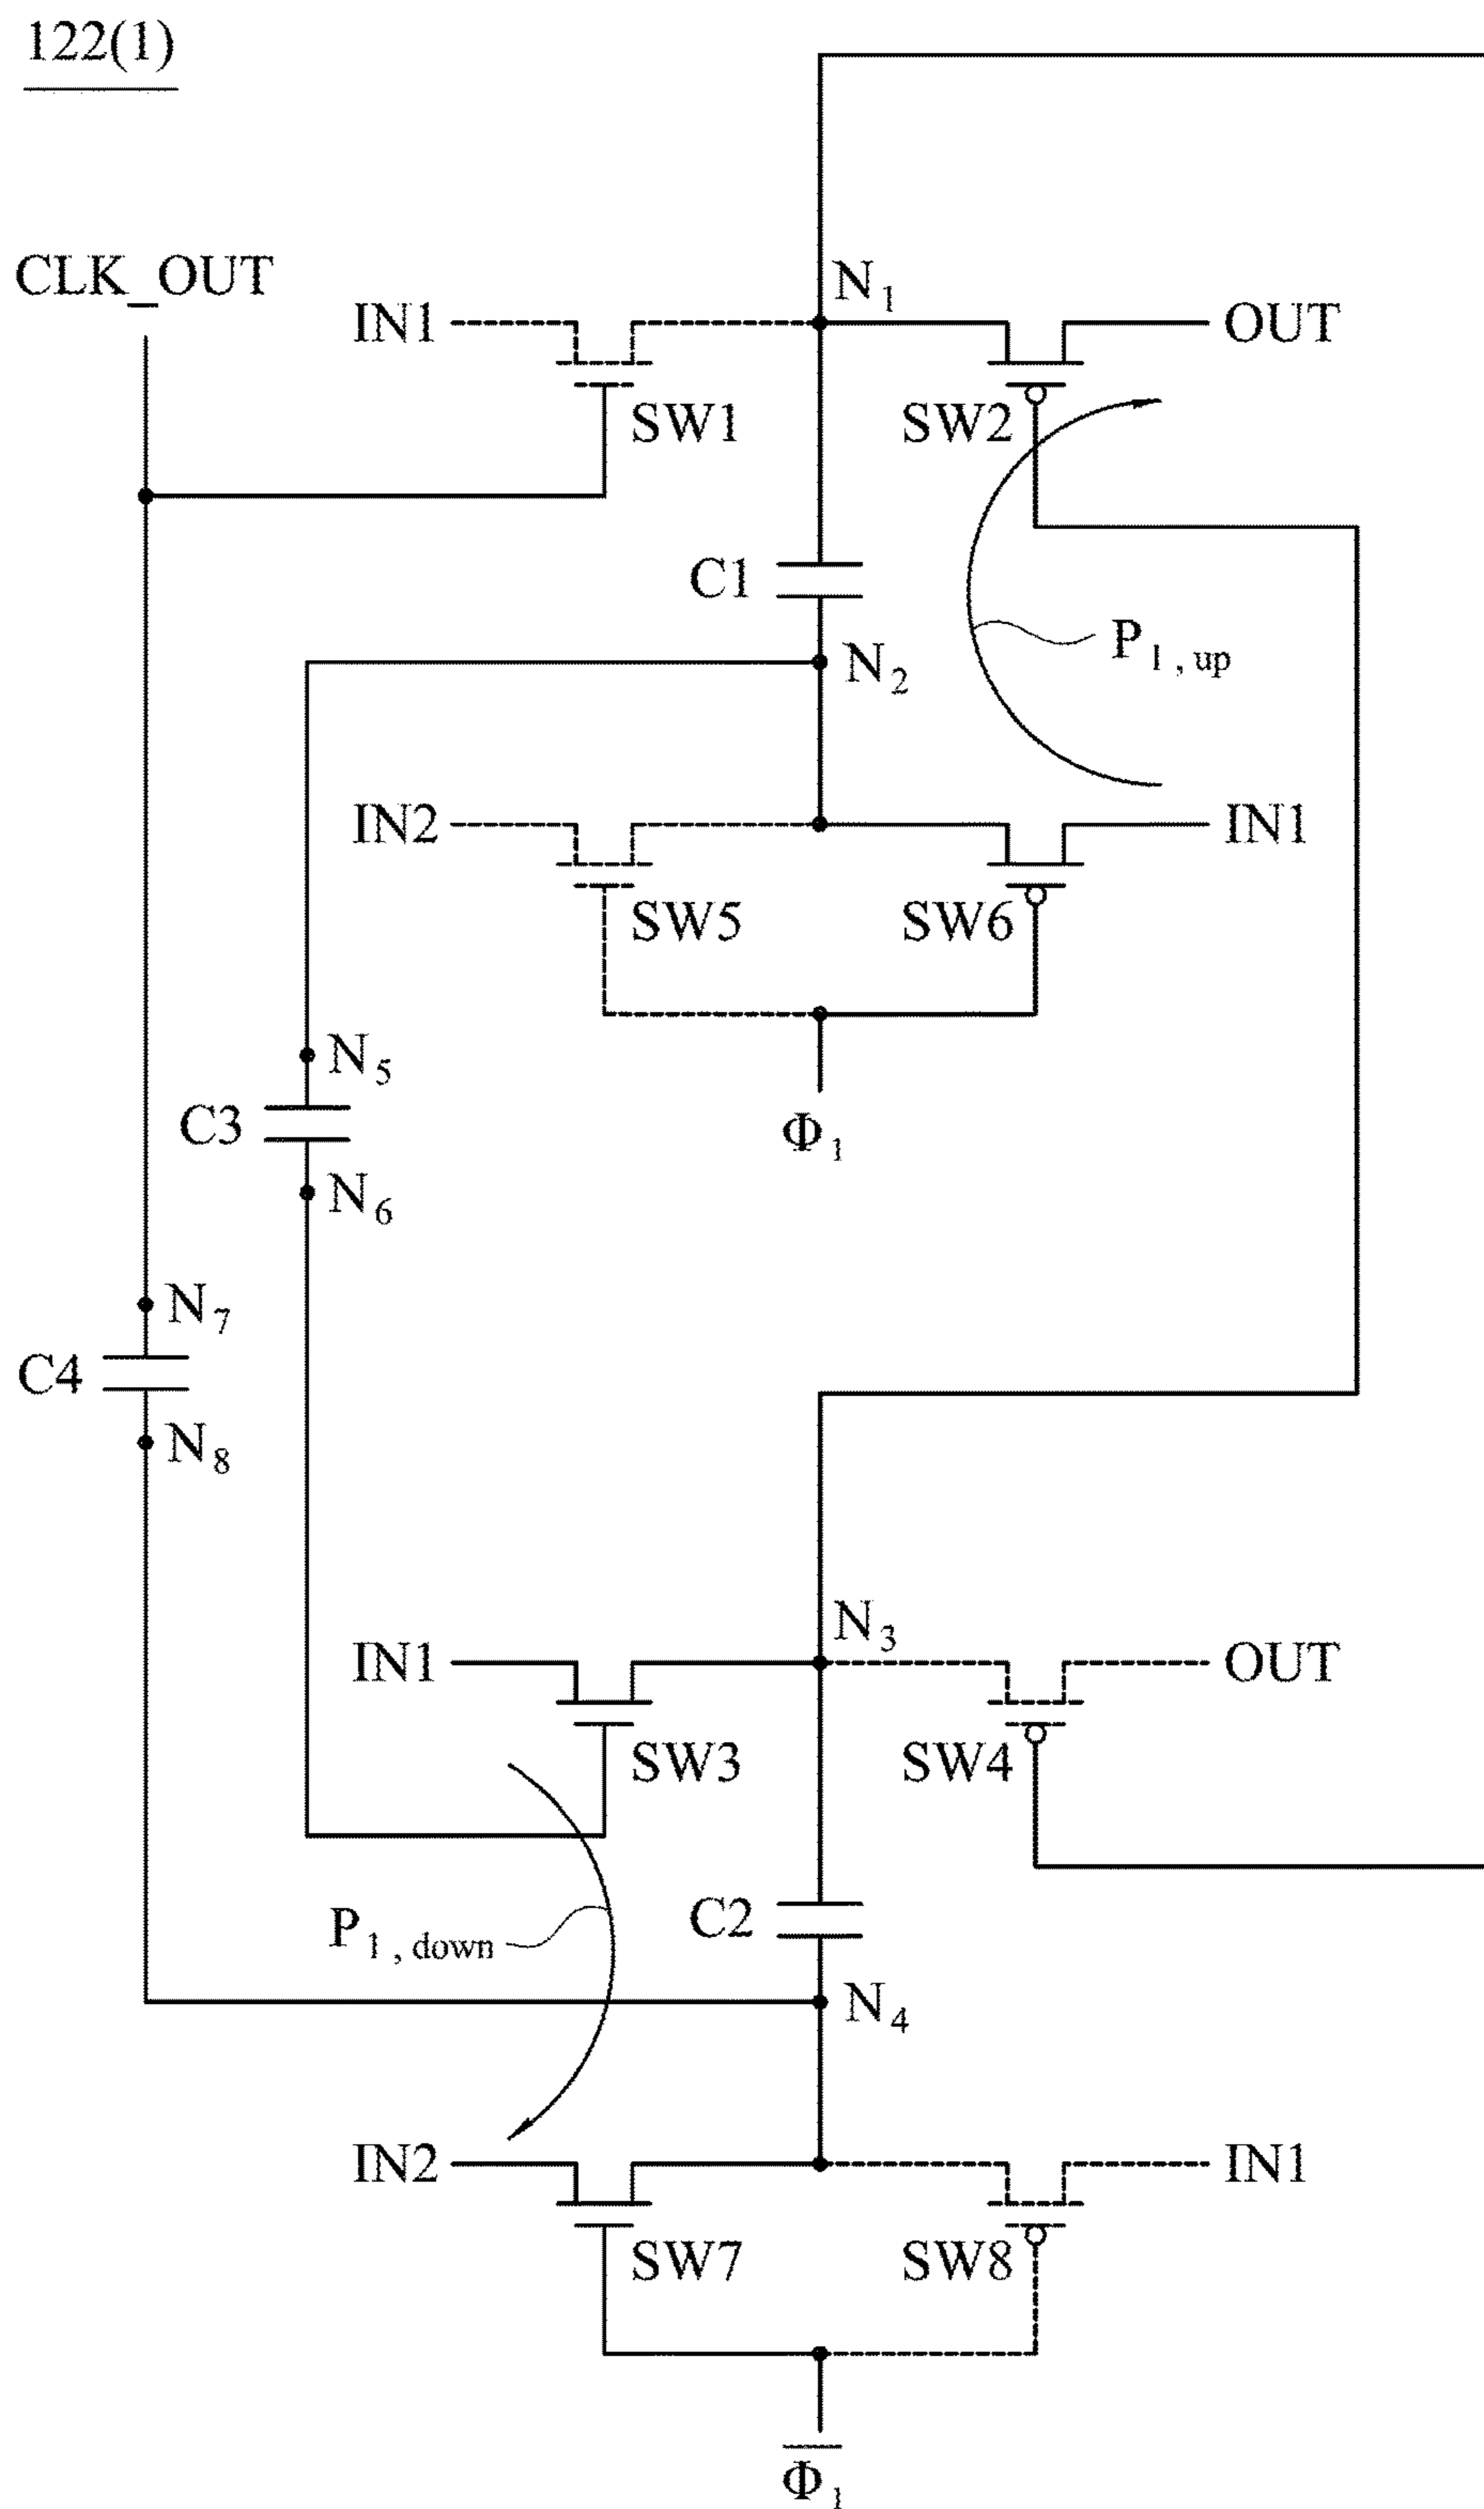 122(1)
CLK_OUT
N1
IN1
OUT
SW1
SW2
C1
P1, up
N2
IN2
IN1
SW5
SW6
N5
C3
Φ1
N6
N7
C4
N8
N3
IN1
OUT
SW3
SW4
C2
P1, down
N4
IN2
IN1
SW7
SW8
Φ̅1